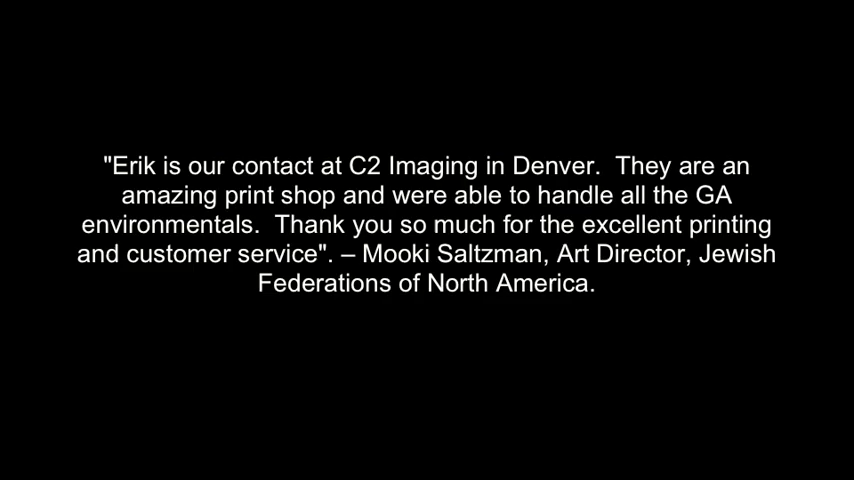 "Erik is our contact at C2 Imaging in Denver.  They are an
amazing print shop and were able to handle all the GA
environmentals.  Thank you so much for the excellent printing
and customer service". – Mooki Saltzman, Art Director, Jewish
Federations of North America.